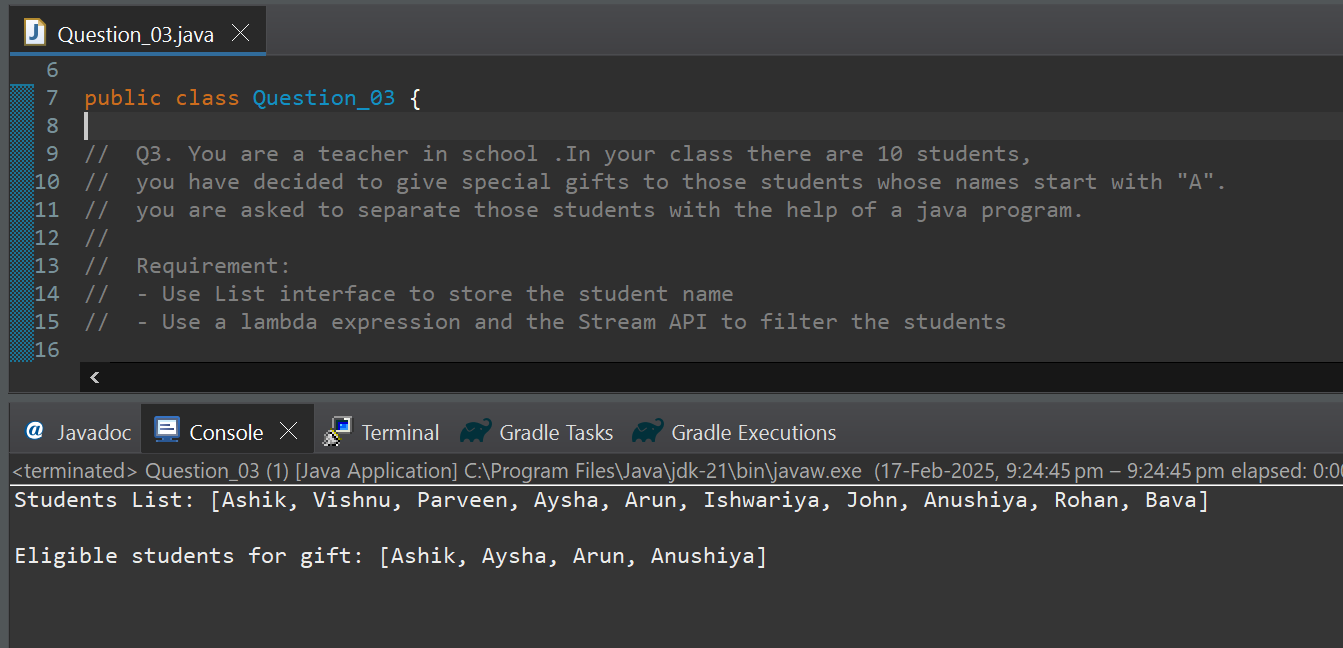 Question_03.java
6
7 public class Question_03 {
8
9 // Q3. You are a teacher in school .In your class there are 10 students,
10 // you have decided to give special gifts to those students whose names start with "A".
11 // you are asked to separate those students with the help of a java program.
12 //
13 // Requirement:
14 // - Use List interface to store the student name
15 // - Use a lambda expression and the Stream API to filter the students
16
@ Javadoc Console Terminal Gradle Tasks Gradle Executions
<terminated> Question_03 (1) [Java Application] C:\Program Files\Java\jdk-21\bin\javaw.exe (17-Feb-2025, 9:24:45 pm – 9:24:45 pm elapsed: 0:00
Students List: [Ashik, Vishnu, Parveen, Aysha, Arun, Ishwariya, John, Anushiya, Rohan, Bava]
Eligible students for gift: [Ashik, Aysha, Arun, Anushiya]